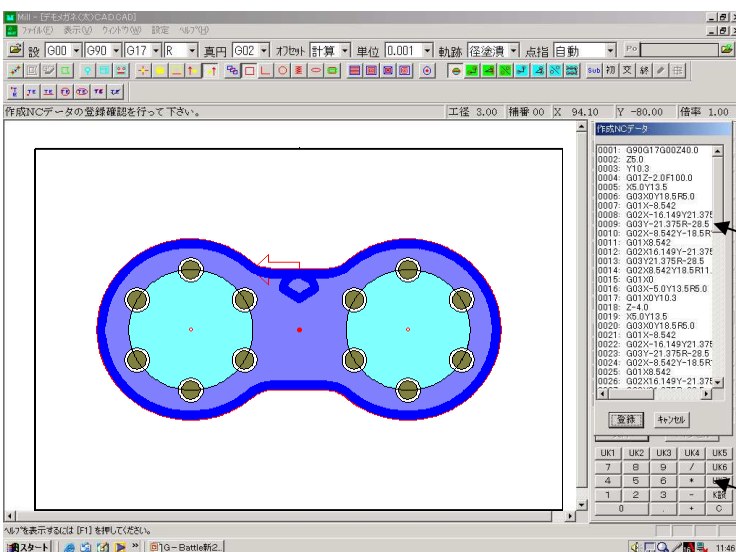 Mill - [デモメガネ(大)CAD.CAD]
ファイル(F) 表示(V) ウィンドウ(W) 設定 ヘルプ(H)
設 G00 G90 G17 R 真円 G02 オフセット 計算 単位 0.001 軌跡 径塗潰 点指 自動 Po
Sub 初 交 終
作成NCデータの登録確認を行って下さい。 工径 3.00 補番 00 X 94.10 Y -80.00 倍率 1.00
作成NCデータ
0001: G90G17G00Z40.0
0002: Z5.0
0003: Y10.3
0004: G01Z-2.0F100.0
0005: X5.0Y13.5
0006: G03X0Y18.5R5.0
0007: G01X-8.542
0008: G02X-16.149Y21.375
0009: G03Y-21.375R-28.5
0010: G02X-8.542Y-18.5R
0011: G01X8.542
0012: G02X16.149Y-21.375
0013: G03Y21.375R-28.5
0014: G02X8.542Y18.5R11.
0015: G01X0
0016: G03X-5.0Y13.5R5.0
0017: G01X0Y10.3
0018: Z-4.0
0019: X5.0Y13.5
0020: G03X0Y18.5R5.0
0021: G01X-8.542
0022: G02X-16.149Y21.375
0023: G03Y-21.375R-28.5
0024: G02X-8.542Y-18.5R
0025: G01X8.542
0026: G02X16.149Y-21.375
登録 キャンセル
UK1 UK2 UK3 UK4 UK5
7 8 9 / UK6
4 5 6 *
1 2 3 - K設
0 . + C
ヘルプを表示するには [F1] を押してください。
スタート » G-Battle新2... 11:46